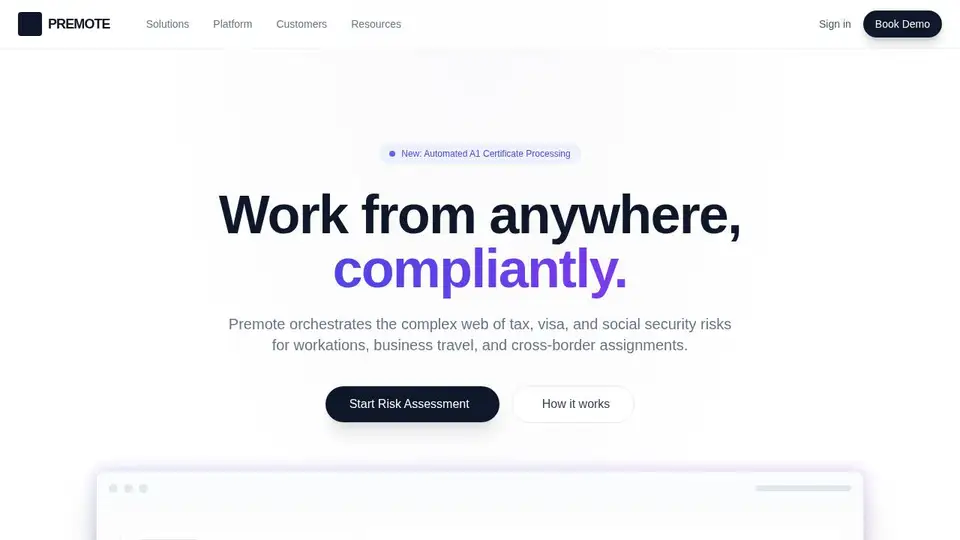 PREMOTE
Solutions
Platform
Customers
Resources
Sign in
Book Demo
New: Automated A1 Certificate Processing
Work from anywhere,
compliantly.
Premote orchestrates the complex web of tax, visa, and social security risks
for workations, business travel, and cross-border assignments.
Start Risk Assessment
How it works